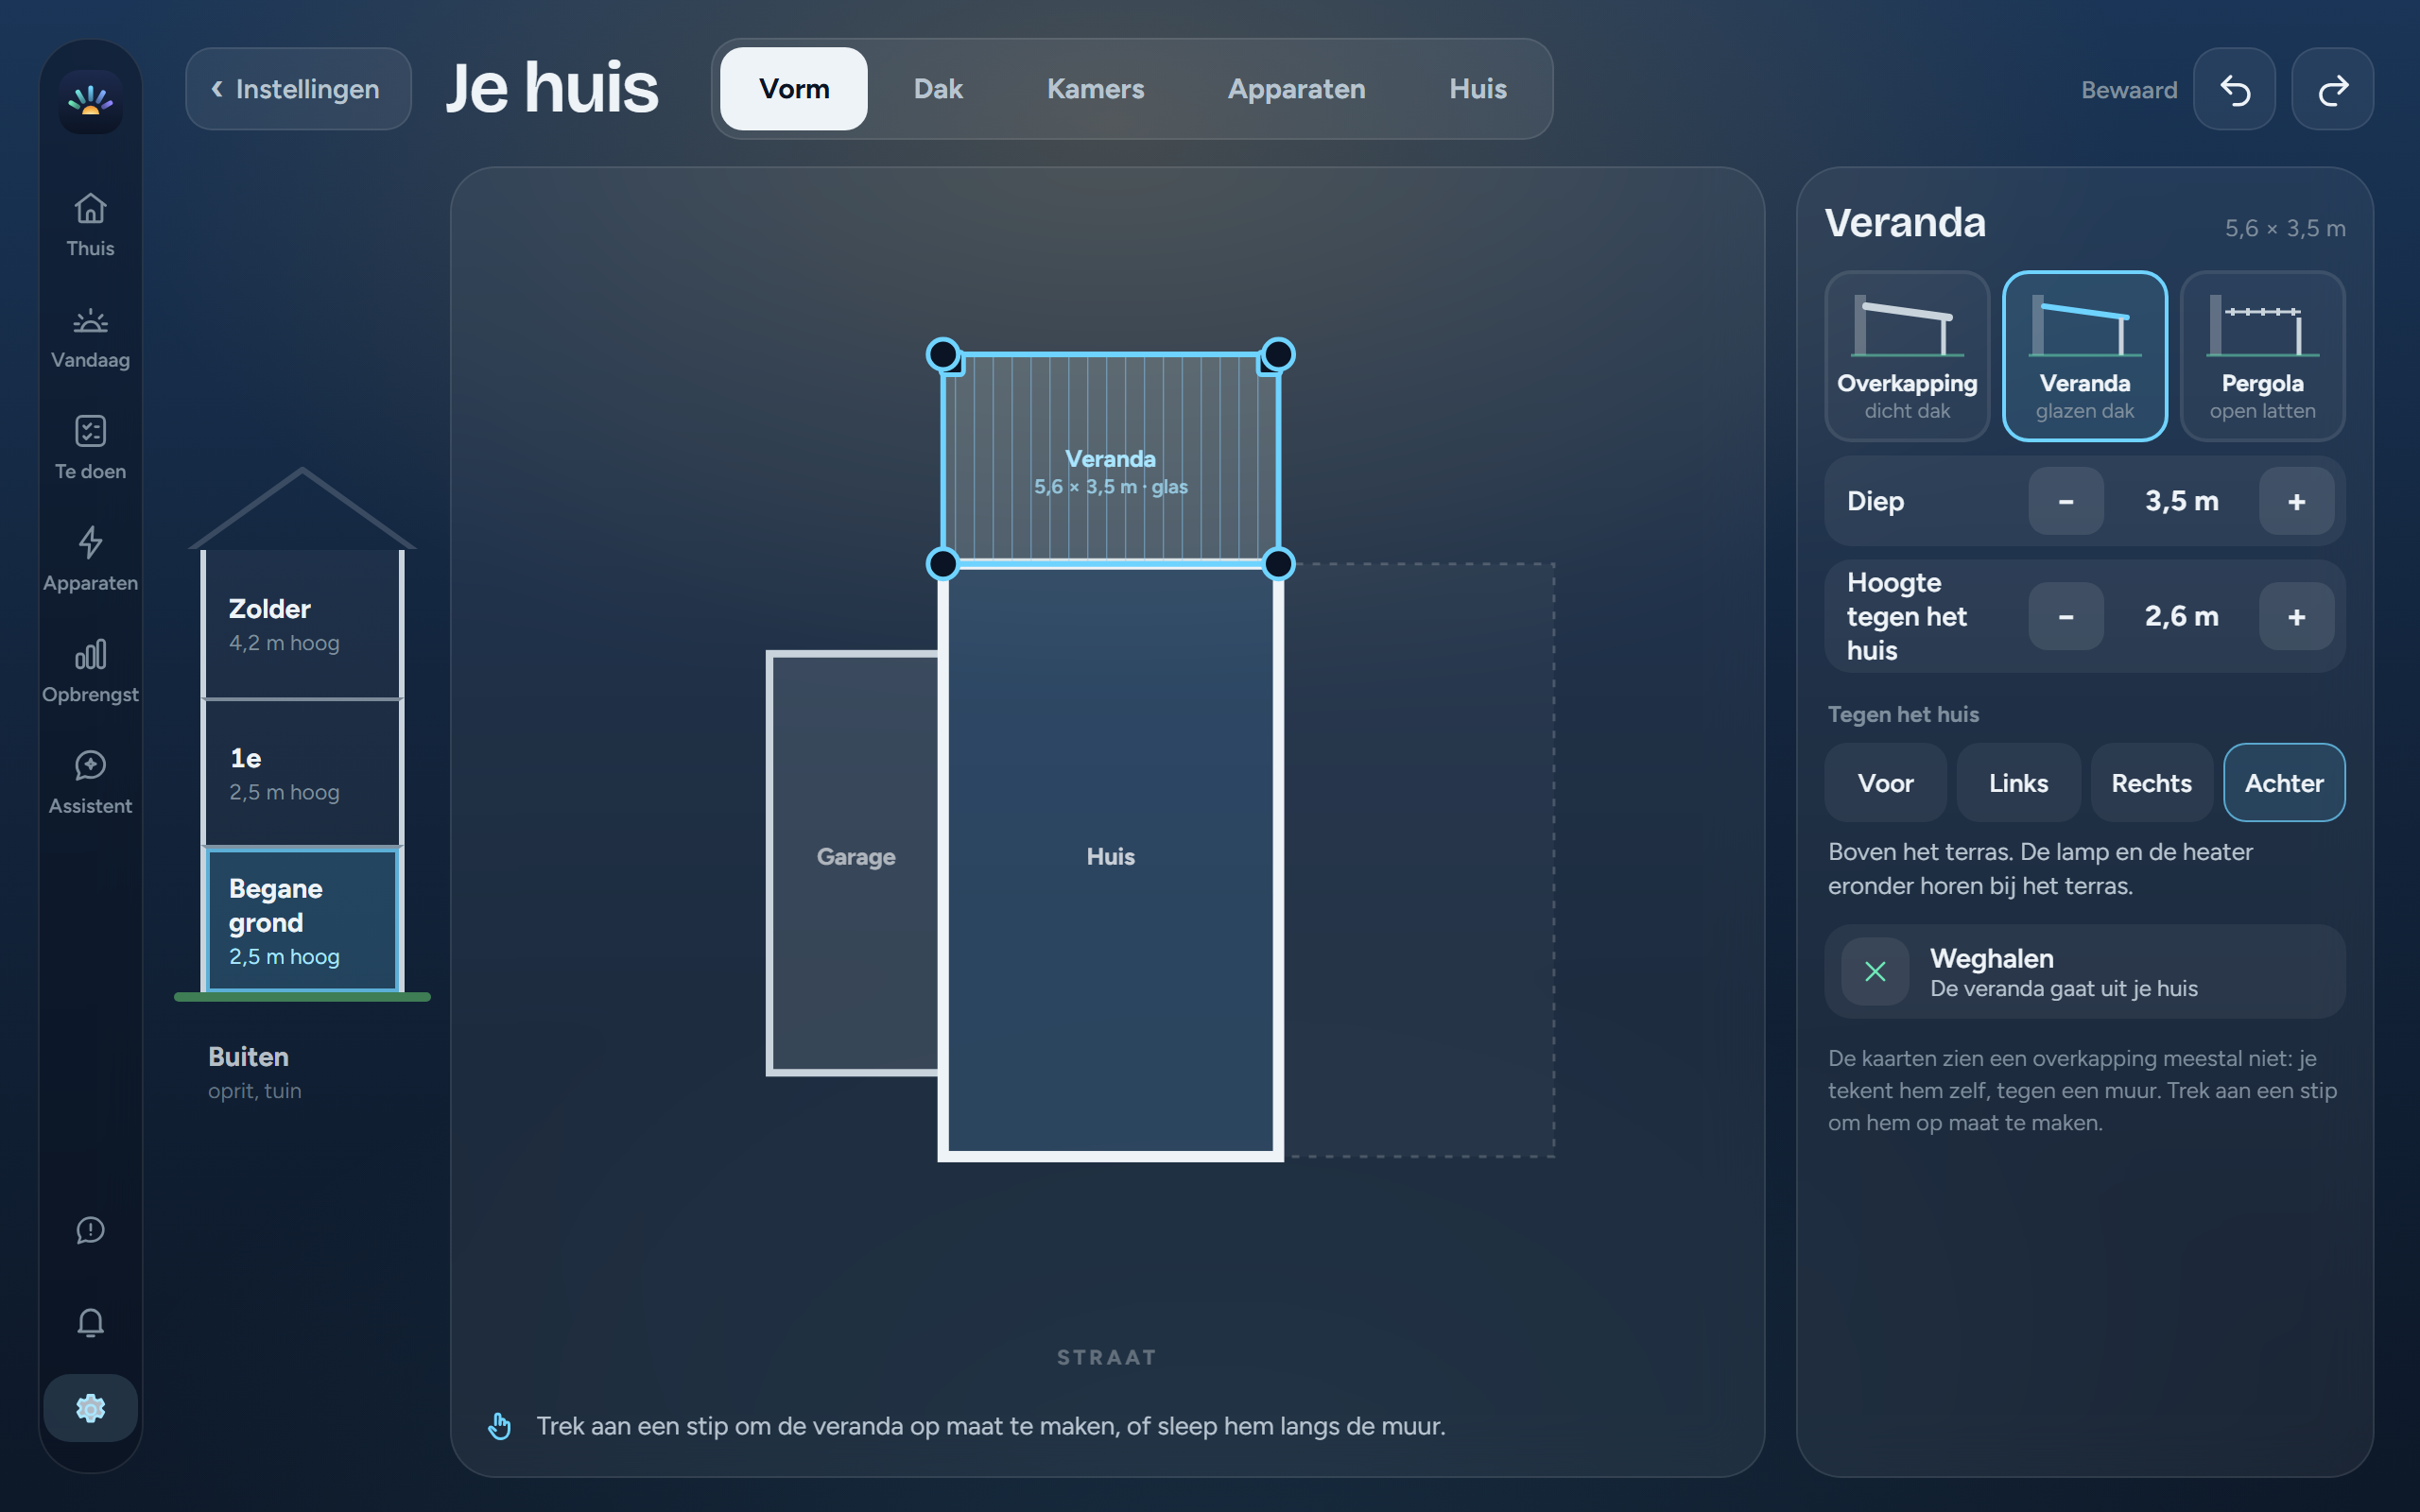 ‹ Instellingen
Je huis
Vorm
Dak
Kamers
Apparaten
Huis
Bewaard
Thuis
Vandaag
Te doen
Apparaten
Opbrengst
Assistent
Zolder
4,2 m hoog
1e
2,5 m hoog
Begane
grond
2,5 m hoog
Buiten
oprit, tuin
Veranda
5,6 × 3,5 m · glas
Garage
Huis
STRAAT
Trek aan een stip om de veranda op maat te maken, of sleep hem langs de muur.
Veranda
5,6 × 3,5 m
Overkapping
dicht dak
Veranda
glazen dak
Pergola
open latten
Diep
− 3,5 m +
Hoogte
tegen het
huis
− 2,6 m +
Tegen het huis
Voor
Links
Rechts
Achter
Boven het terras. De lamp en de heater
eronder horen bij het terras.
Weghalen
De veranda gaat uit je huis
De kaarten zien een overkapping meestal niet: je
tekent hem zelf, tegen een muur. Trek aan een stip
om hem op maat te maken.